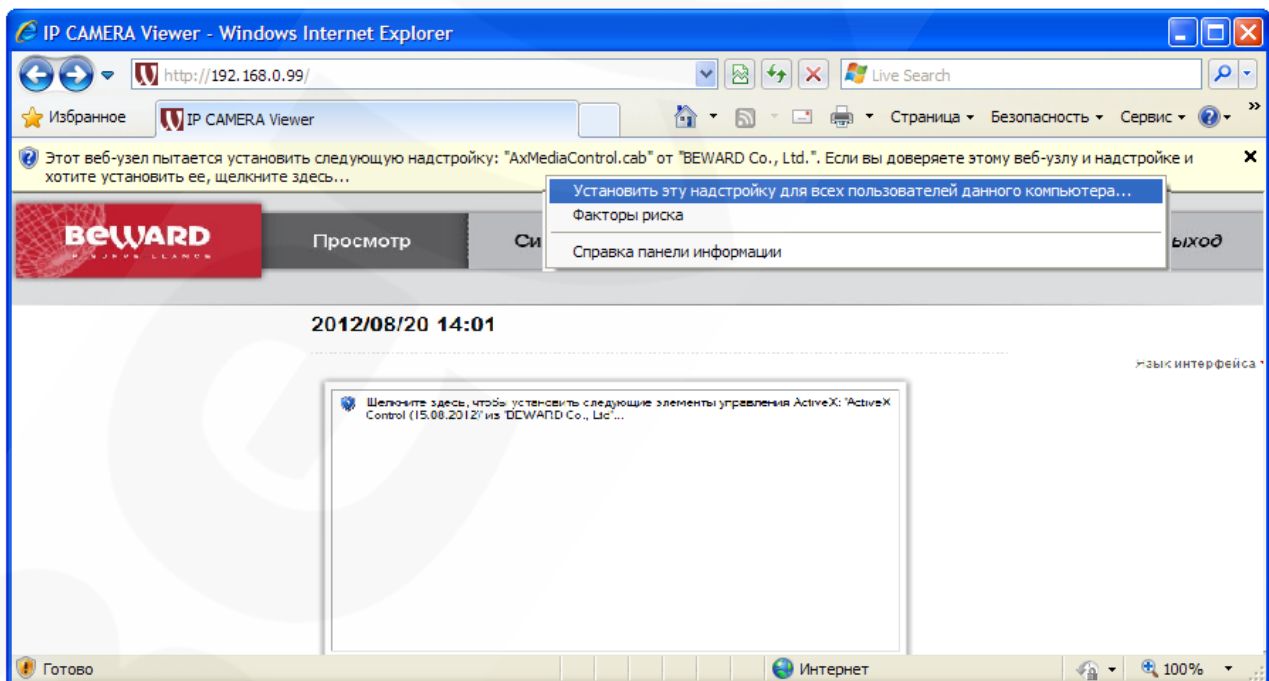 IP CAMERA Viewer - Windows Internet Explorer
http://192.168.0.99/
Live Search
Избранное
IP CAMERA Viewer
Страница
Безопасность
Сервис
Этот веб-узел пытается установить следующую надстройку: "AxMediaControl.cab" от "BEWARD Co., Ltd.". Если вы доверяете этому веб-узлу и надстройке и
хотите установить ее, щелкните здесь...
Установить эту надстройку для всех пользователей данного компьютера...
Факторы риска
Справка панели информации
BEWARD
Просмотр
Си
ыход
2012/08/20 14:01
Язык интерфейса
Щелкните здесь, чтобы установить следующие элементы управления ActiveX: 'ActiveX
Control (15.08.2012)' из 'BEWARD Co., Ltd'...
Готово
Интернет
100%